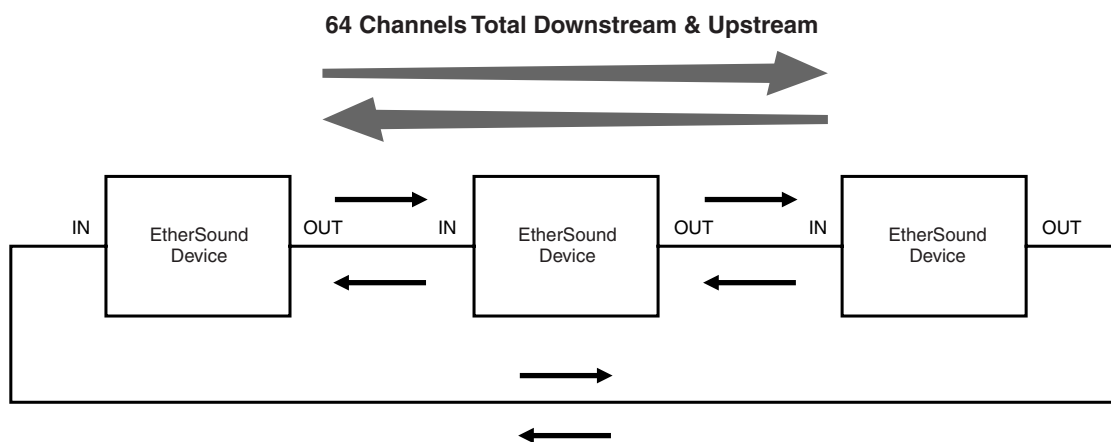 64 Channels Total Downstream & Upstream
IN
EtherSound
Device
OUT
IN
EtherSound
Device
OUT
IN
EtherSound
Device
OUT